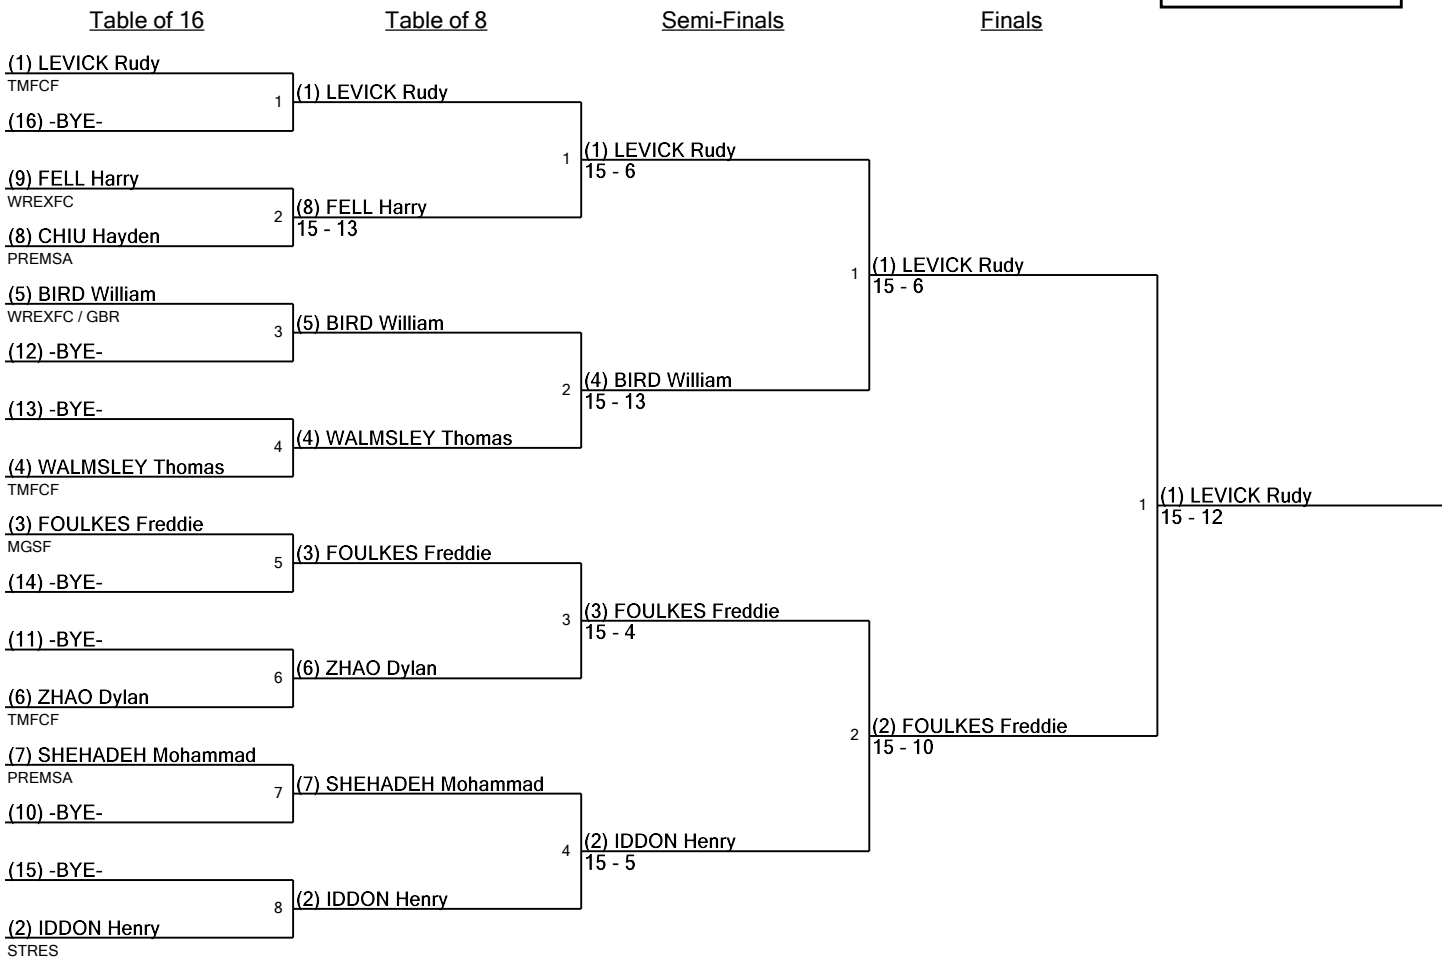 Table of 16
Table of 8
Semi-Finals
Finals
(1) LEVICK Rudy
TMFCF
1
(16) -BYE-
(9) FELL Harry
WREXFC
2
(8) CHIU Hayden
PREMSA
(5) BIRD William
WREXFC / GBR
3
(12) -BYE-
(13) -BYE-
4
(4) WALMSLEY Thomas
TMFCF
(3) FOULKES Freddie
MGSF
5
(14) -BYE-
(11) -BYE-
6
(6) ZHAO Dylan
TMFCF
(7) SHEHADEH Mohammad
PREMSA
7
(10) -BYE-
(15) -BYE-
8
(2) IDDON Henry
STRES
(1) LEVICK Rudy
1
(8) FELL Harry
15 - 13
(5) BIRD William
2
(4) WALMSLEY Thomas
(3) FOULKES Freddie
3
(6) ZHAO Dylan
(7) SHEHADEH Mohammad
4
(2) IDDON Henry
(1) LEVICK Rudy
15 - 6
1
(4) BIRD William
15 - 13
(3) FOULKES Freddie
15 - 4
2
(2) IDDON Henry
15 - 5
(1) LEVICK Rudy
15 - 6
1
(2) FOULKES Freddie
15 - 10
(1) LEVICK Rudy
15 - 12